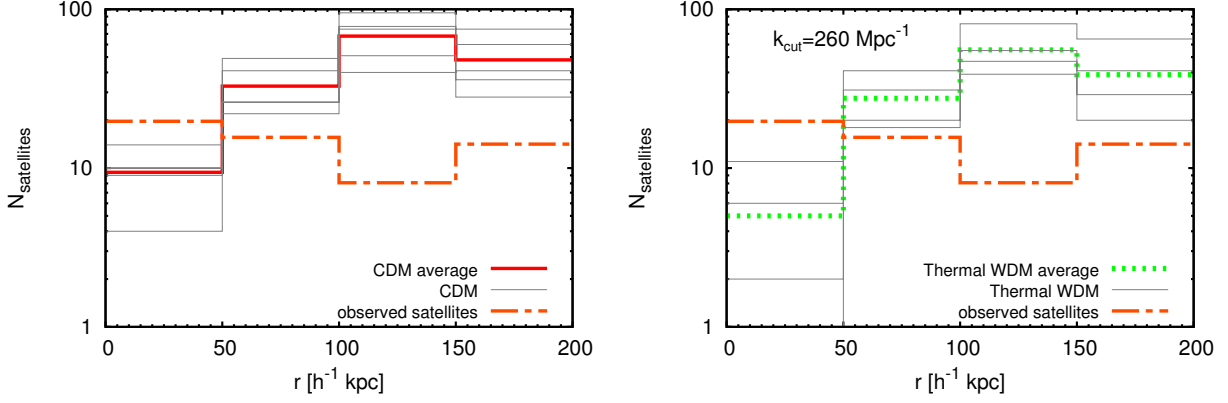 100
10
1
N_satellites
0 50 100 150 200
r [h^-1 kpc]
CDM average
CDM
observed satellites
100
10
1
N_satellites
k_cut=260 Mpc^-1
0 50 100 150 200
r [h^-1 kpc]
Thermal WDM average
Thermal WDM
observed satellites